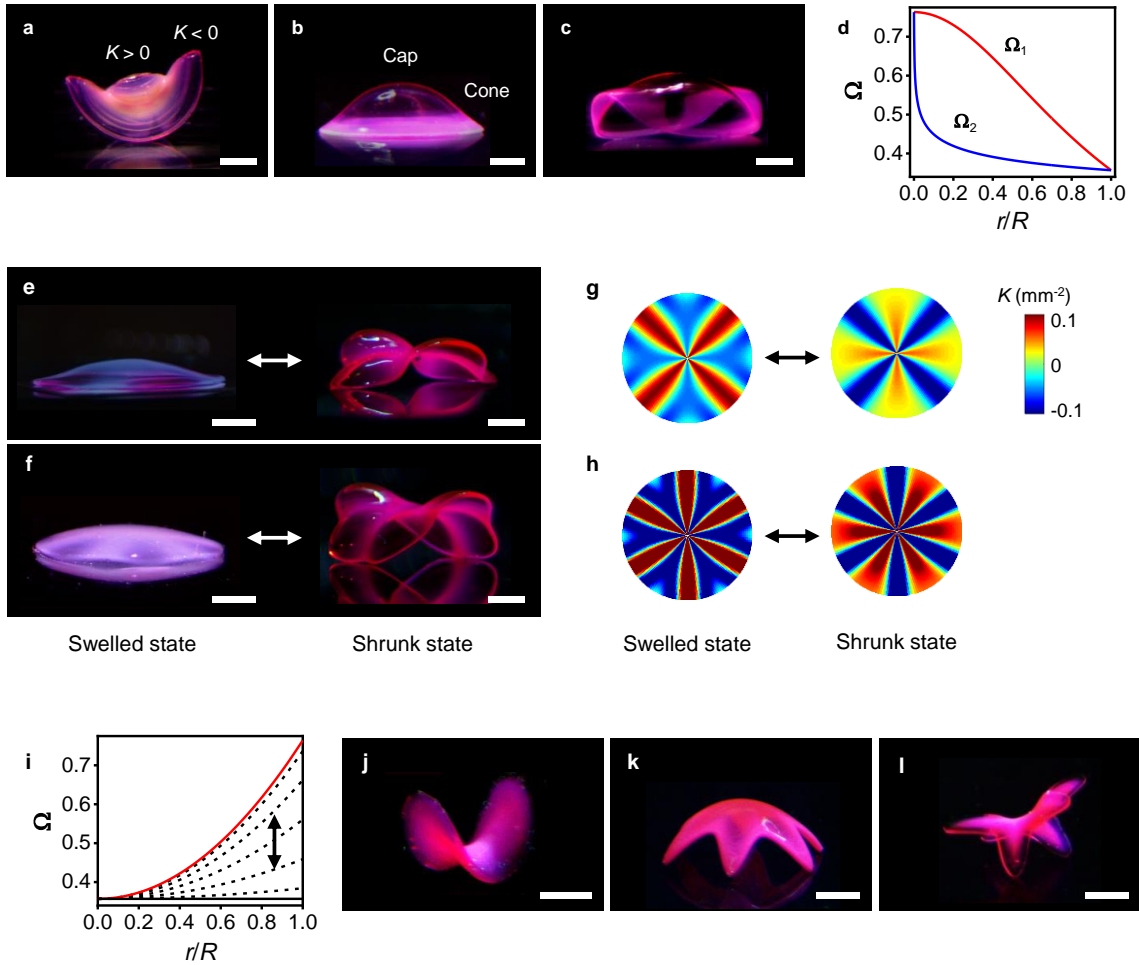 a
K > 0
K < 0
b
Cap
Cone
c
d
Ω
0.7
0.6
0.5
0.4
Ω1
Ω2
0.0 0.2 0.4 0.6 0.8 1.0
r/R
e
f
Swelled state
Shrunk state
g
h
K (mm-2)
0.1
0
-0.1
Swelled state
Shrunk state
i
Ω
0.7
0.6
0.5
0.4
0.0 0.2 0.4 0.6 0.8 1.0
r/R
j
k
l